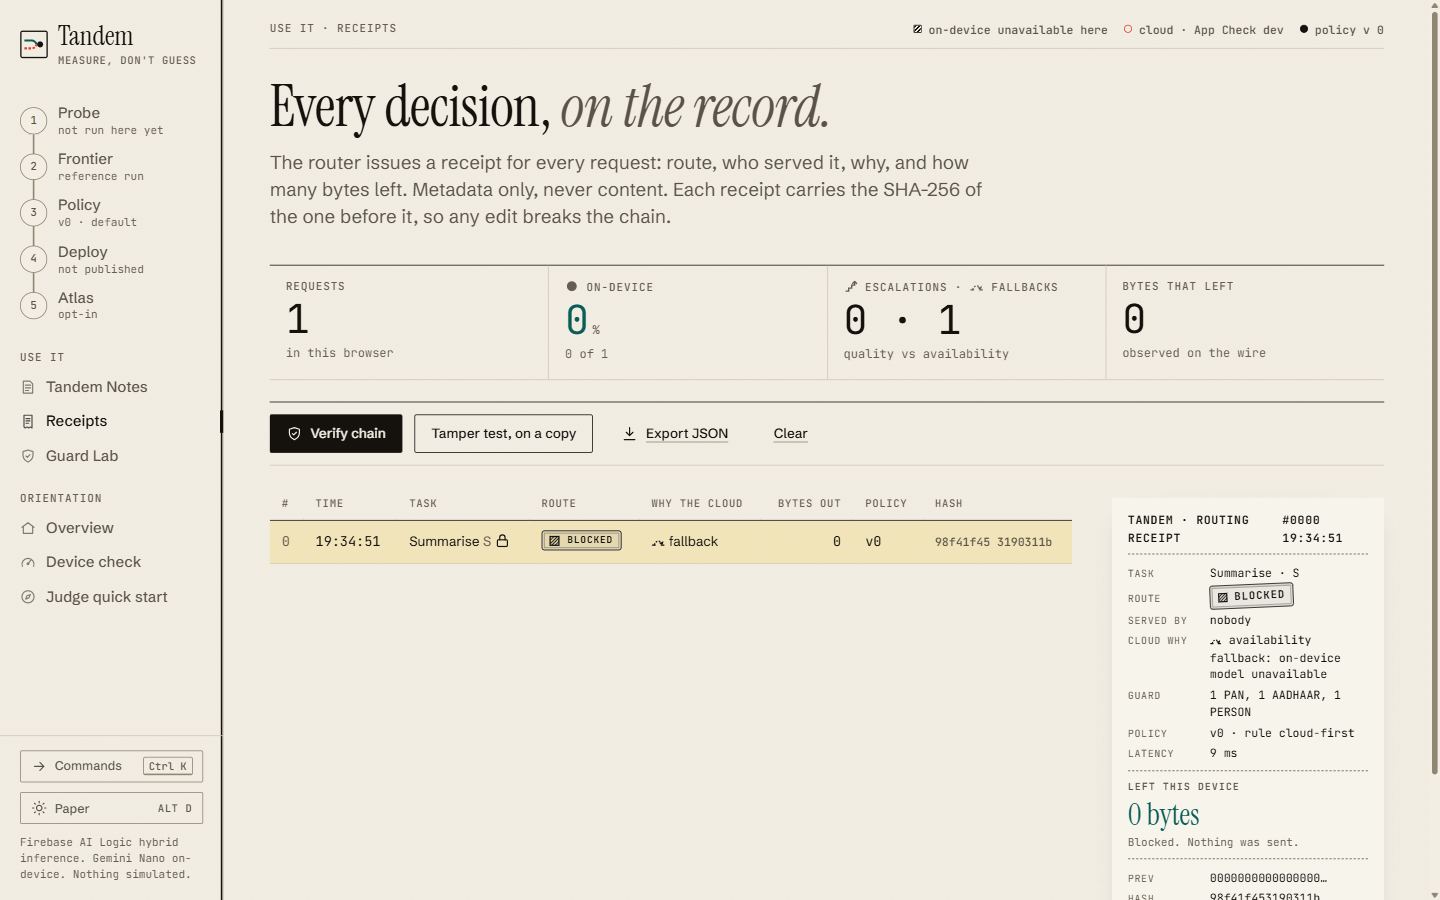 Tandem
MEASURE, DON'T GUESS
1
Probe
not run here yet
2
Frontier
reference run
3
Policy
v0 · default
4
Deploy
not published
5
Atlas
opt-in
USE IT
Tandem Notes
Receipts
Guard Lab
ORIENTATION
Overview
Device check
Judge quick start
Commands Ctrl K
Paper ALT D
Firebase AI Logic hybrid
inference. Gemini Nano on-
device. Nothing simulated.
USE IT · RECEIPTS
on-device unavailable here cloud · App Check dev policy v 0
Every decision, on the record.
The router issues a receipt for every request: route, who served it, why, and how
many bytes left. Metadata only, never content. Each receipt carries the SHA-256 of
the one before it, so any edit breaks the chain.
REQUESTS
1
in this browser
ON-DEVICE
0 %
0 of 1
ESCALATIONS · FALLBACKS
0 · 1
quality vs availability
BYTES THAT LEFT
0
observed on the wire
Verify chain Tamper test, on a copy Export JSON Clear
# TIME TASK ROUTE WHY THE CLOUD BYTES OUT POLICY HASH
0 19:34:51 Summarise S BLOCKED fallback 0 v0 98f41f45 3190311b
TANDEM · ROUTING #0000
RECEIPT 19:34:51
TASK Summarise · S
ROUTE BLOCKED
SERVED BY nobody
CLOUD WHY availability
fallback: on-device
model unavailable
GUARD 1 PAN, 1 AADHAAR, 1
PERSON
POLICY v0 · rule cloud-first
LATENCY 9 ms
LEFT THIS DEVICE
0 bytes
Blocked. Nothing was sent.
PREV 0000000000000000…
HASH 98f41f453190311b